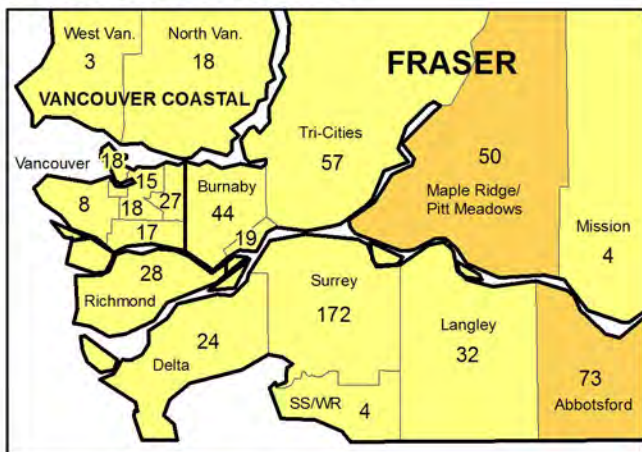 West Van.
3
North Van.
18
VANCOUVER COASTAL
FRASER
Tri-Cities
57
50
Maple Ridge/
Pitt Meadows
Mission
4
Vancouver
18
15
8
18
27
17
Burnaby
44
19
28
Richmond
Surrey
172
24
Delta
Langley
32
SS/WR
4
73
Abbotsford